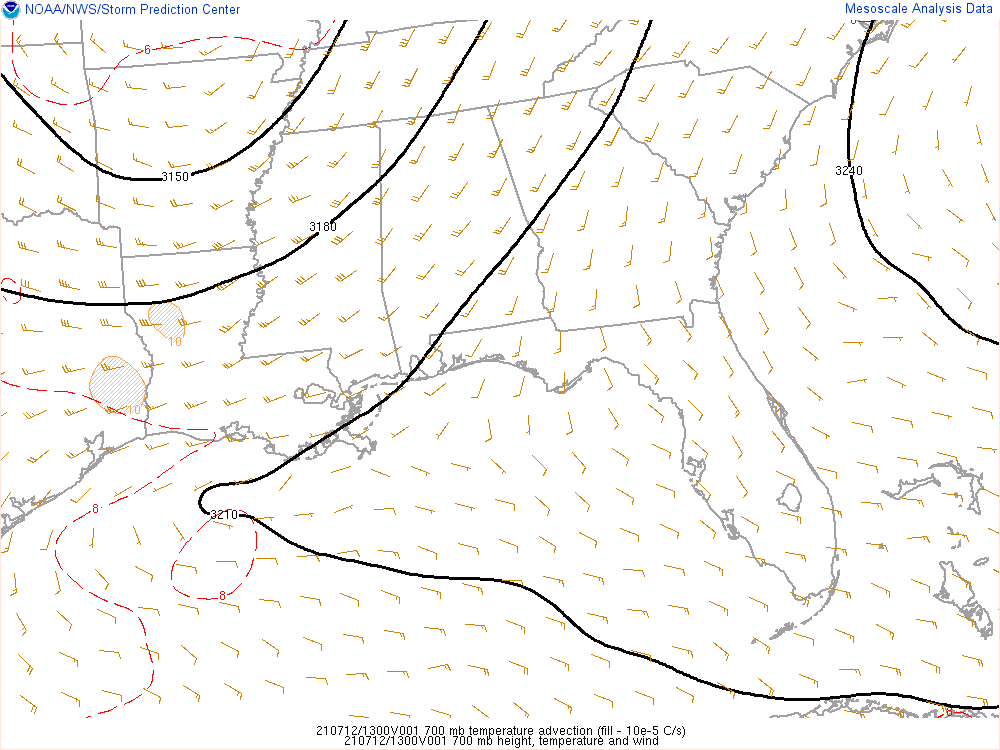 NOAA/NWS/Storm Prediction Center
Mesoscale Analysis Data
6
3150
3240
3180
10
10
8
3210
8
210712/1300V001 700 mb temperature advection (fill - 10e-5 C/s)
210712/1300V001 700 mb height, temperature and wind